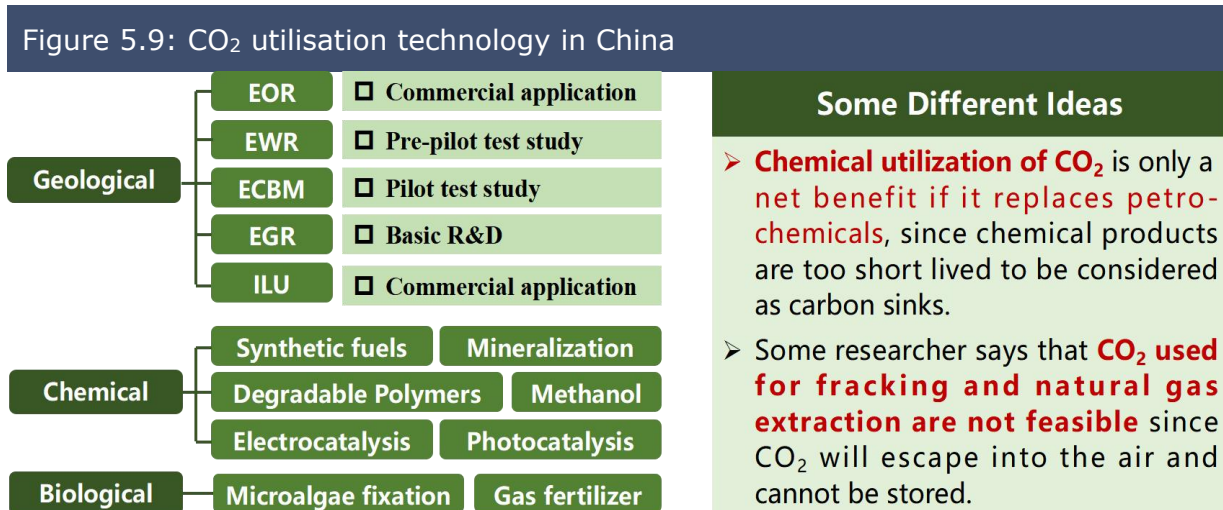 Figure 5.9: CO₂ utilisation technology in China
Geological
EOR
☐ Commercial application
EWR
☐ Pre-pilot test study
ECBM
☐ Pilot test study
EGR
☐ Basic R&D
ILU
☐ Commercial application
Chemical
Synthetic fuels
Mineralization
Degradable Polymers
Methanol
Electrocatalysis
Photocatalysis
Biological
Microalgae fixation
Gas fertilizer
Some Different Ideas
➢ Chemical utilization of CO₂ is only a
net benefit if it replaces petro-
chemicals, since chemical products
are too short lived to be considered
as carbon sinks.
➢ Some researcher says that CO₂ used
for fracking and natural gas
extraction are not feasible since
CO₂ will escape into the air and
cannot be stored.